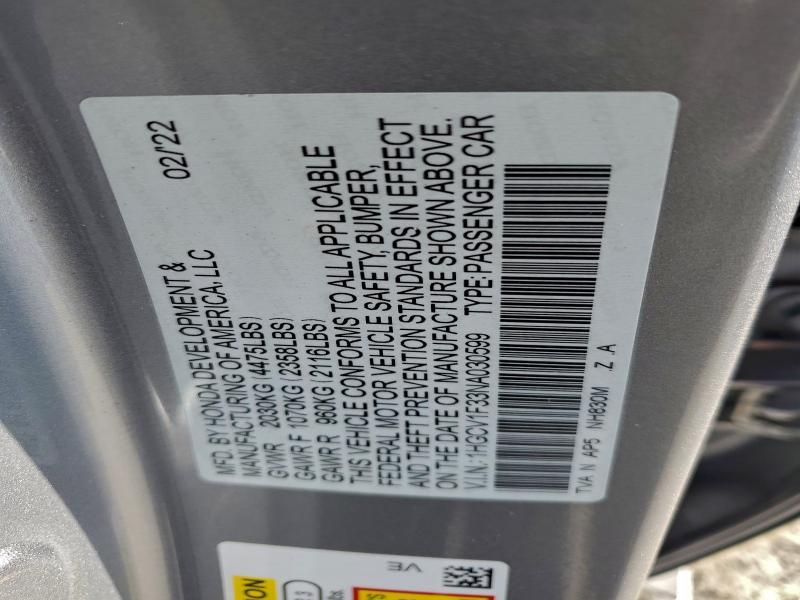 MFD. BY HONDA DEVELOPMENT & 02/'22
MANUFACTURING OF AMERICA, LLC
GVWR 2030KG (4475LBS)
GAWR F 1070KG (2358LBS)
GAWR R 960KG (2116LBS)
THIS VEHICLE CONFORMS TO ALL APPLICABLE
FEDERAL MOTOR VEHICLE SAFETY, BUMPER,
AND THEFT PREVENTION STANDARDS IN EFFECT
ON THE DATE OF MANUFACTURE SHOWN ABOVE.
V.I.N.: 1HGCV1F33NA030599 TYPE:PASSENGER CAR
TVA N AP5 NH830M Z A
VE